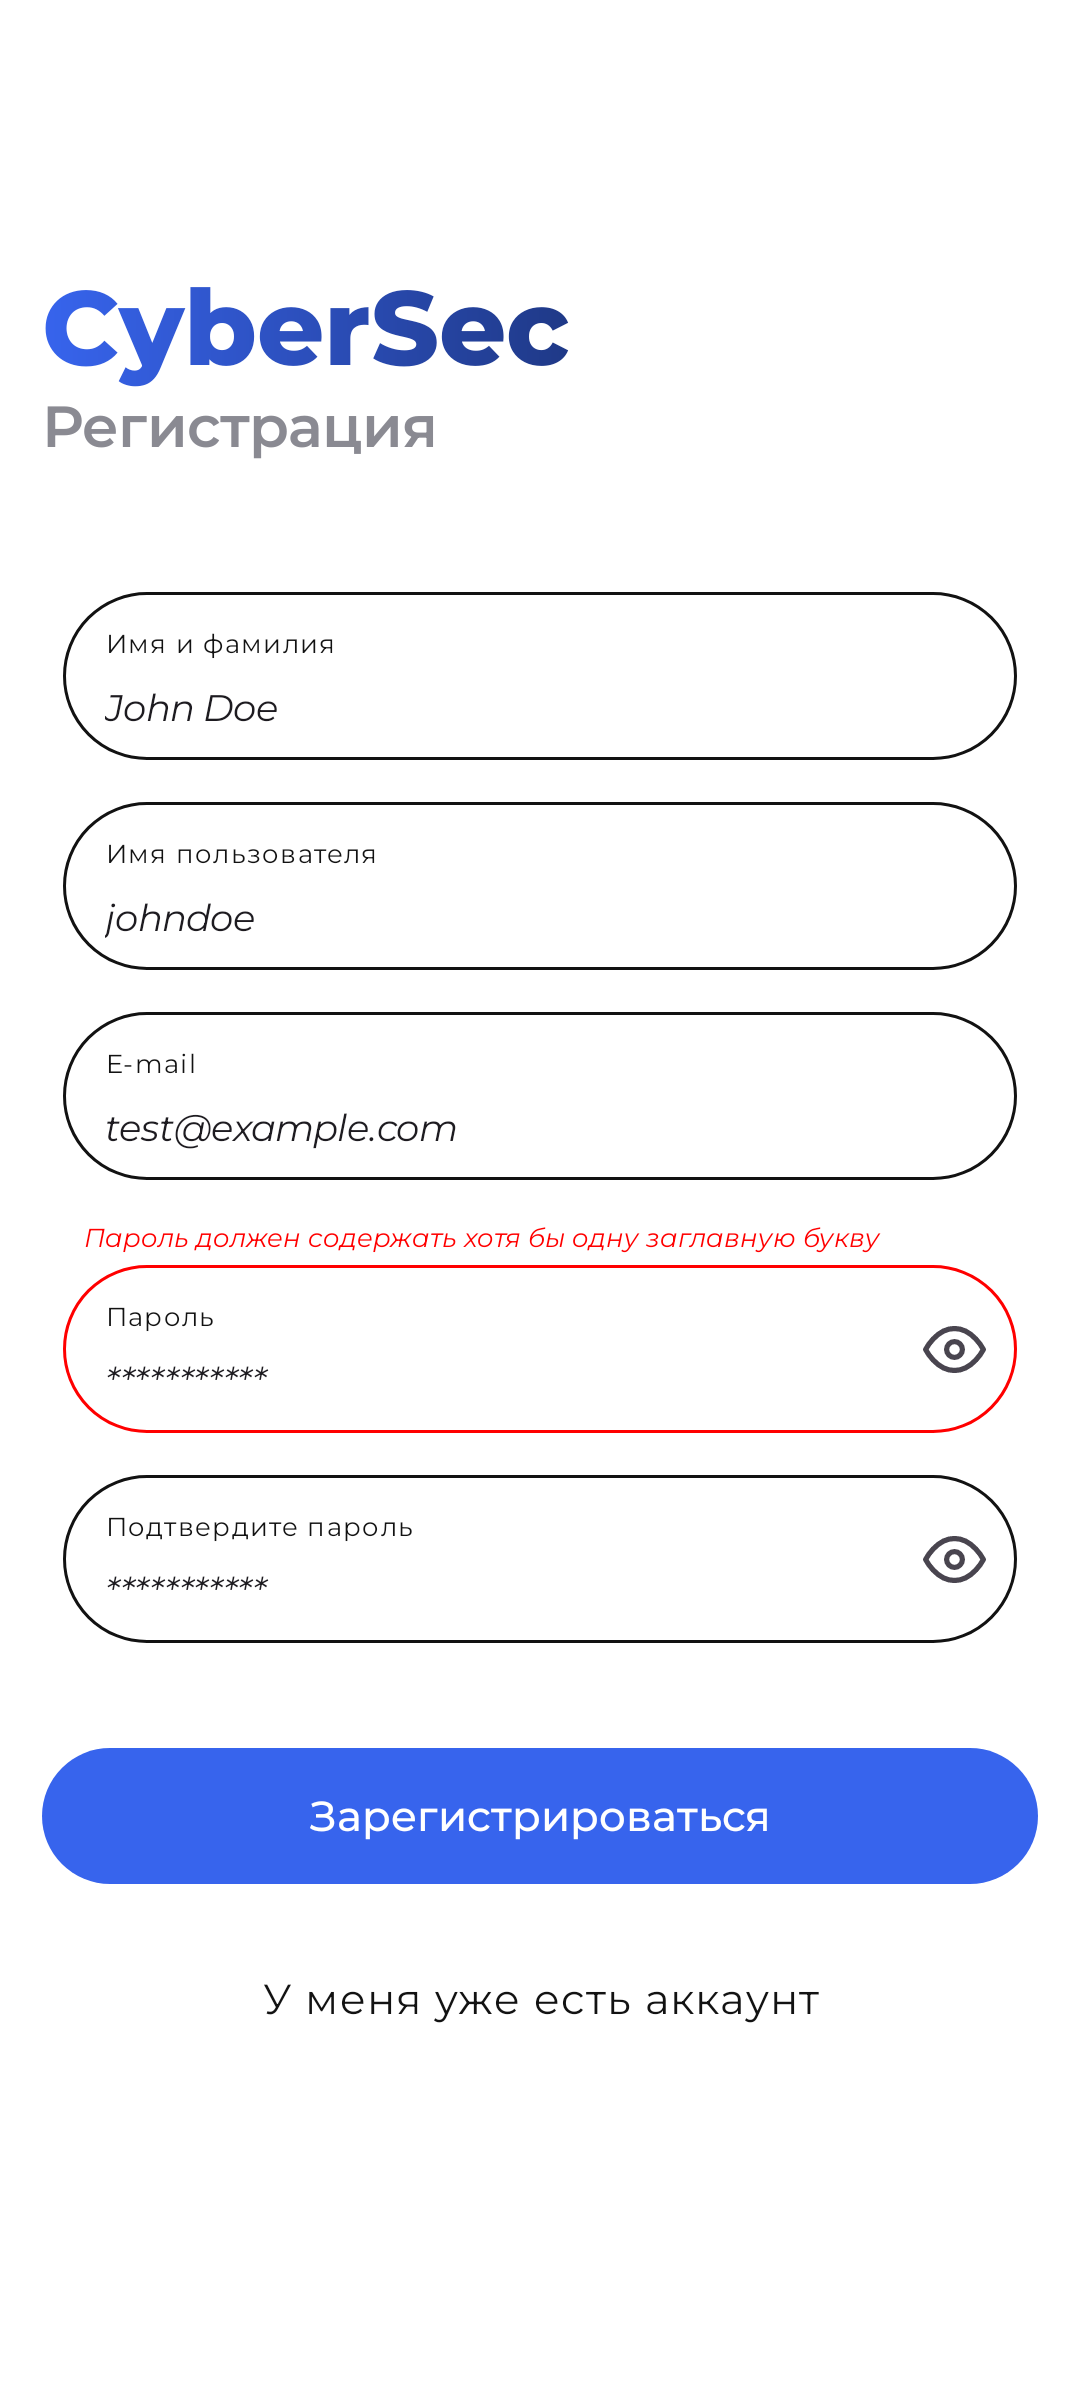 CyberSec
Регистрация
Имя и фамилия
John Doe
Имя пользователя
johndoe
E-mail
test@example.com
Пароль должен содержать хотя бы одну заглавную букву
Пароль
***********
Подтвердите пароль
***********
Зарегистрироваться
У меня уже есть аккаунт